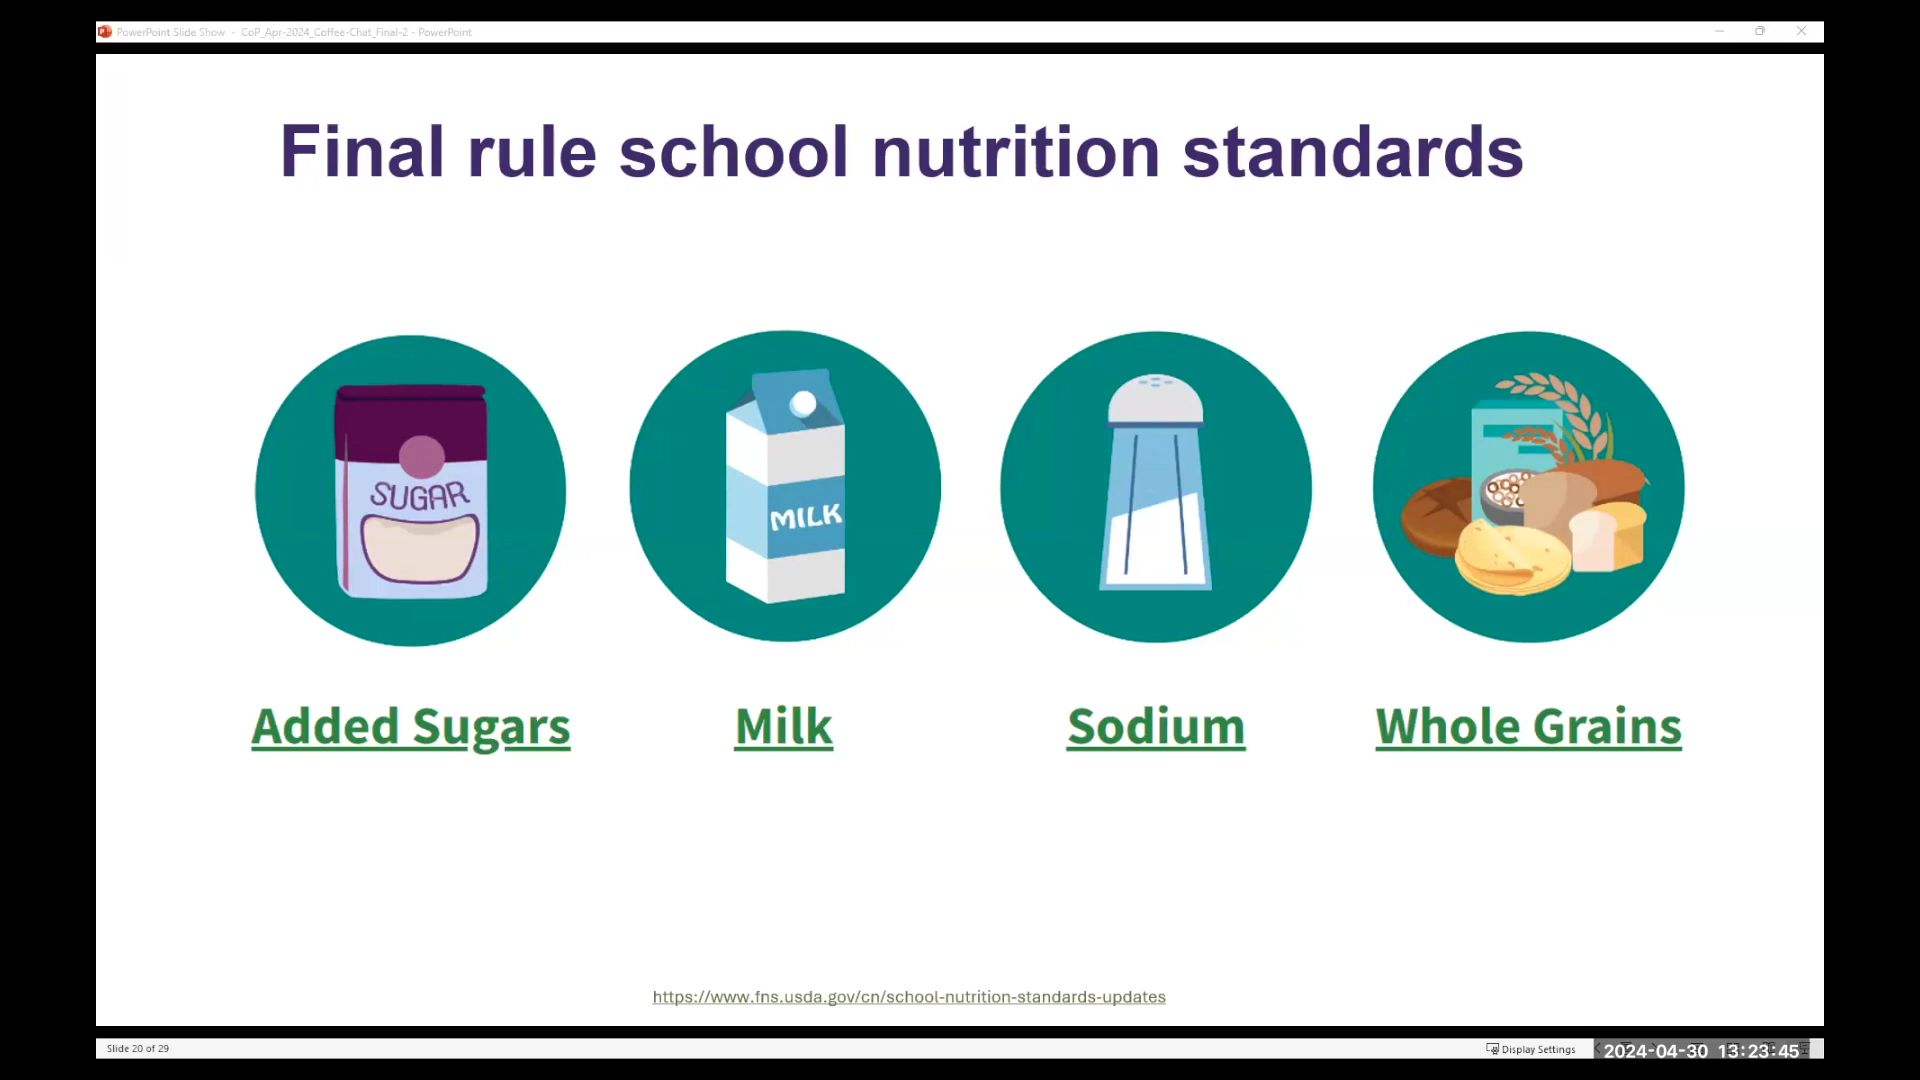 PowerPoint Slide Show - CoP_Apr-2024_Coffee-Chat_Final-2 - PowerPoint
Final rule school nutrition standards
SUGAR
MILK
Added Sugars
Milk
Sodium
Whole Grains
https://www.fns.usda.gov/cn/school-nutrition-standards-updates
Slide 20 of 29
Display Settings
2024-04-30 13:23:45